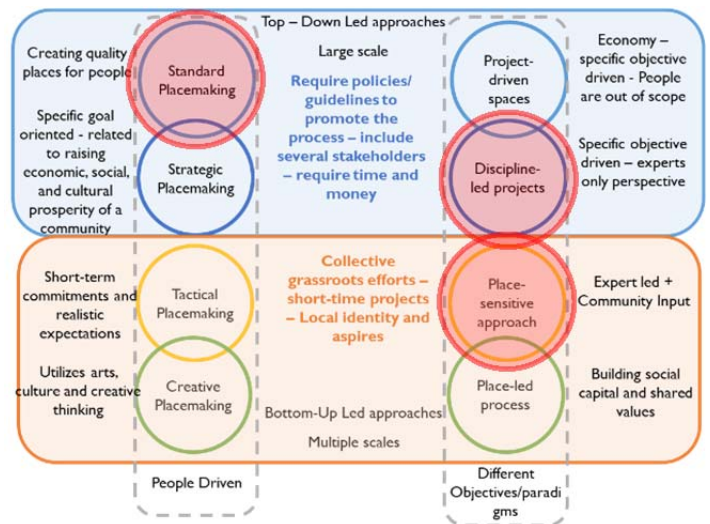 Top – Down Led approaches
Large scale
Require policies/
guidelines to
promote the
process – include
several stakeholders
– require time and
money
Creating quality
places for people
Specific goal
oriented - related
to raising
economic, social,
and cultural
prosperity of a
community
Standard
Placemaking
Strategic
Placemaking
Project-
driven
spaces
Discipline-
led projects
Economy –
specific objective
driven - People
are out of scope
Specific objective
driven – experts
only perspective
Short-term
commitments and
realistic
expectations
Utilizes arts,
culture and creative
thinking
Tactical
Placemaking
Creative
Placemaking
Collective
grassroots efforts –
short-time projects
– Local identity and
aspires
Bottom-Up Led approaches
Multiple scales
Place-
sensitive
approach
Place-led
process
Expert led +
Community Input
Building social
capital and shared
values
People Driven
Different
Objectives/paradi
gms